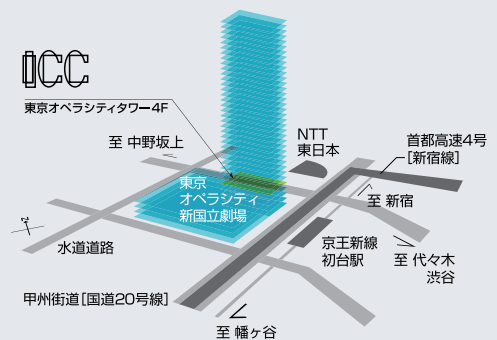 ICC
東京オペラシティタワー4F
至 中野坂上
NTT
東日本
首都高速4号
[新宿線]
東京
オペラシティ
新国立劇場
至 新宿
水道道路
京王新線
初台駅
至 代々木
渋谷
甲州街道[国道20号線]
至 幡ヶ谷